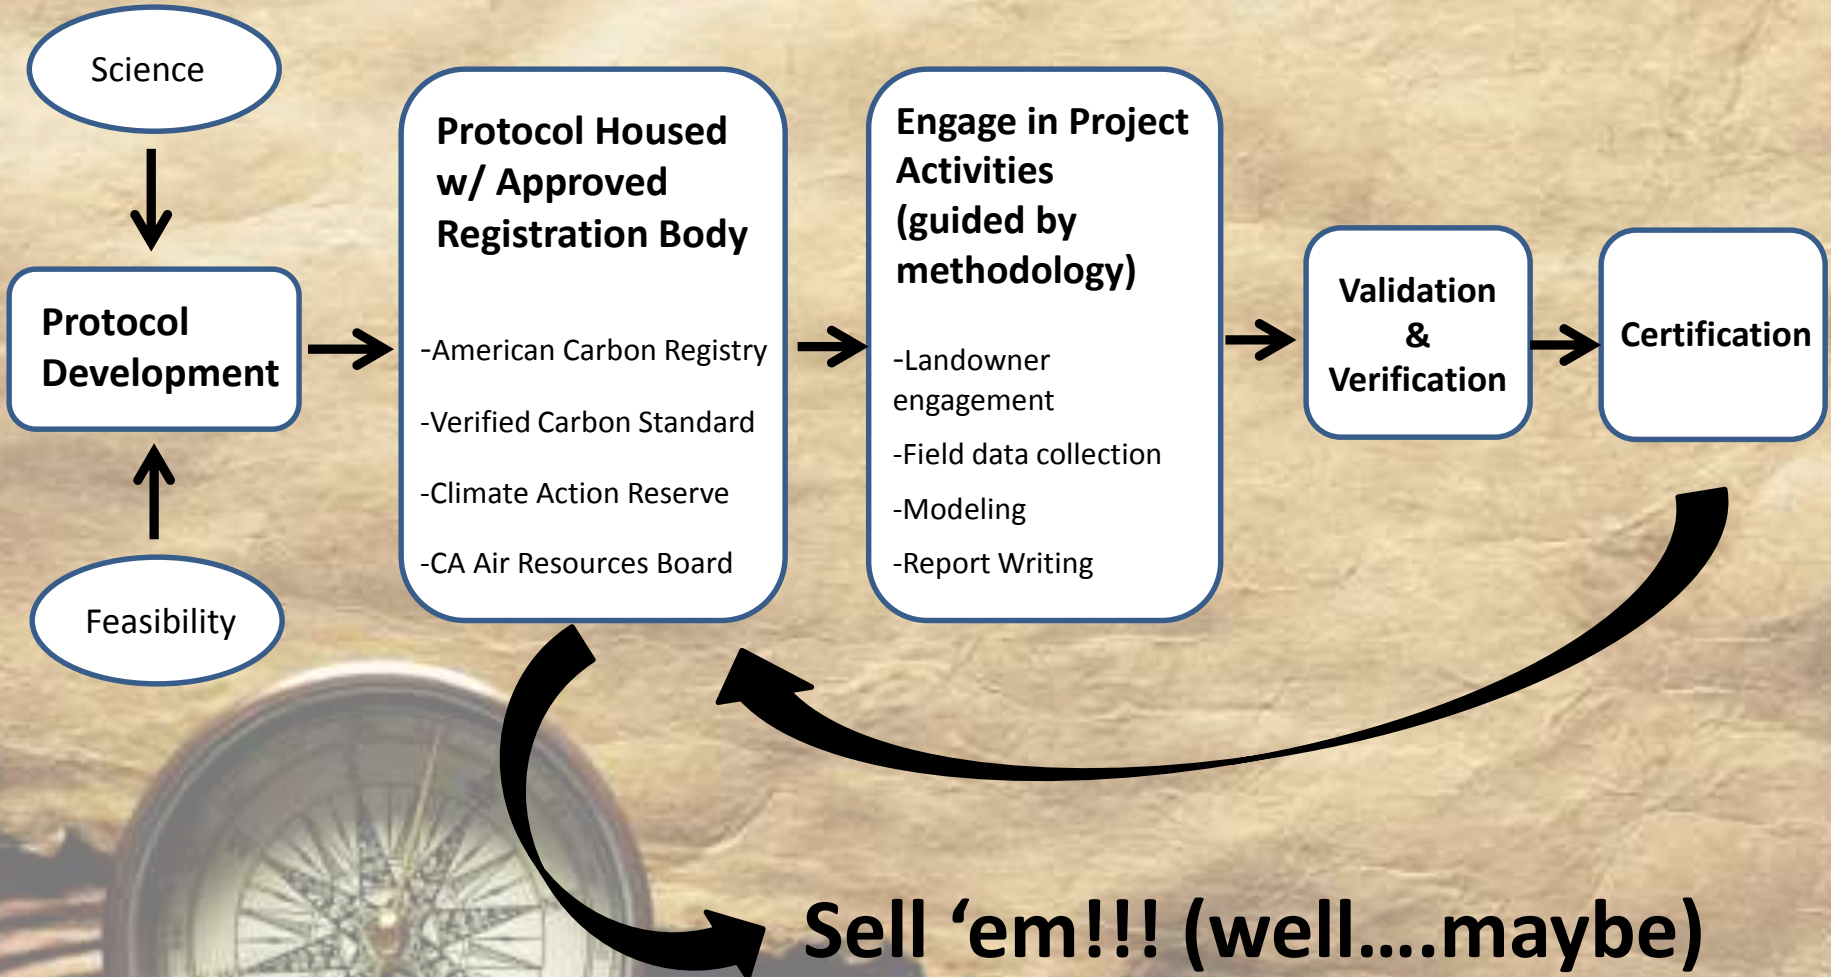 Science
Protocol
Development
Feasibility
Protocol Housed
w/ Approved
Registration Body
-American Carbon Registry
-Verified Carbon Standard
-Climate Action Reserve
-CA Air Resources Board
Engage in Project
Activities
(guided by
methodology)
-Landowner
engagement
-Field data collection
-Modeling
-Report Writing
Validation
&
Verification
Certification
Sell ‘em!!! (well....maybe)